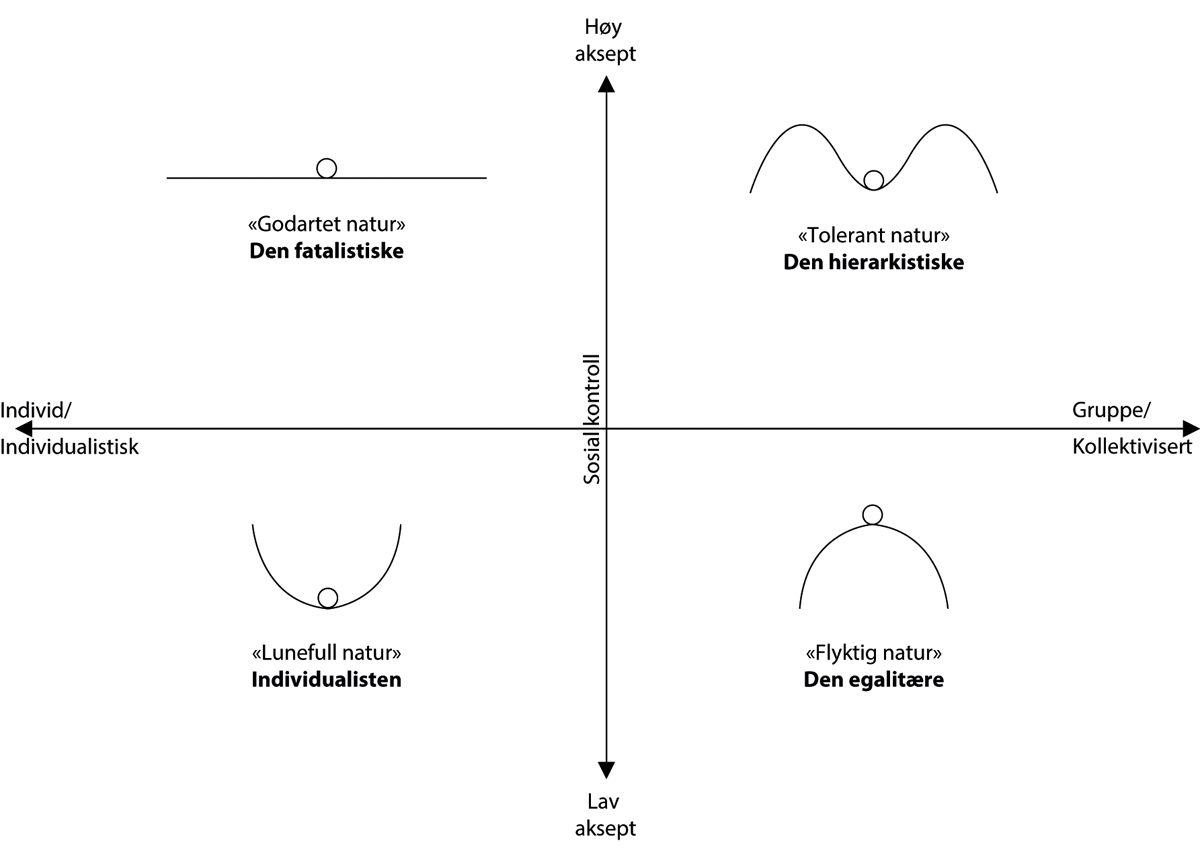 Høy
aksept
«Godartet natur»
Den fatalistiske
«Tolerant natur»
Den hierarkistiske
Sosial kontroll
Individ/
Individualistisk
Gruppe/
Kollektivisert
«Lunefull natur»
Individualisten
«Flyktig natur»
Den egalitære
Lav
aksept